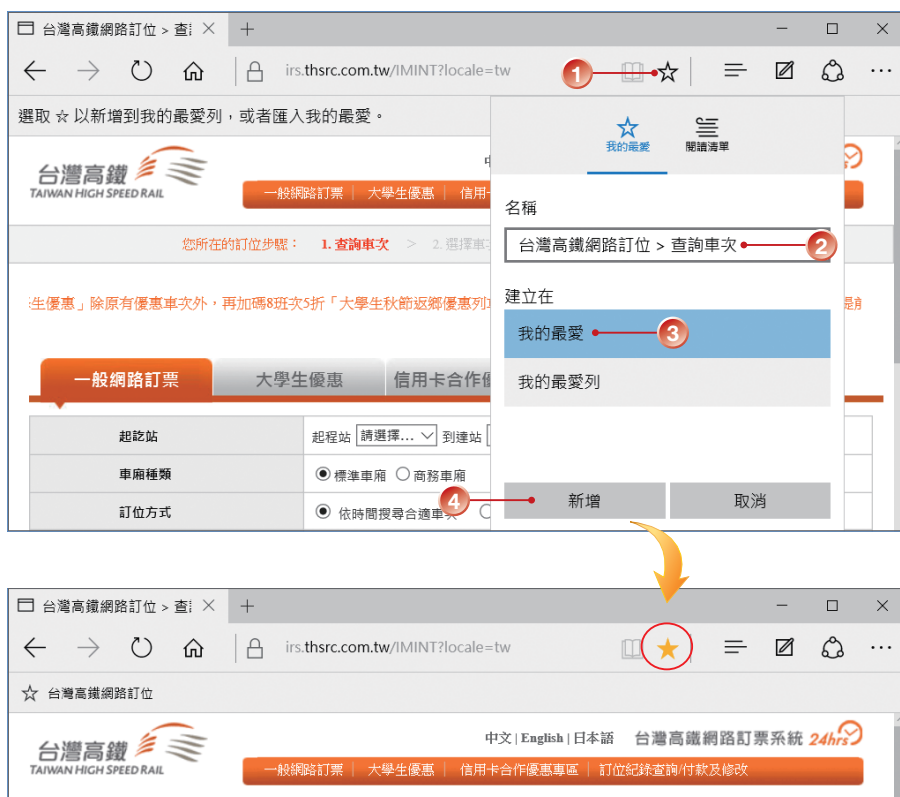 台灣高鐵網路訂位 > 查
irs.thsrc.com.tw/IMINT?locale=tw
1
選取 ☆ 以新增到我的最愛列，或者匯入我的最愛。
我的最愛 閱讀清單
台灣高鐵
TAIWAN HIGH SPEED RAIL
一般網路訂票 | 大學生優惠 | 信用
名稱
台灣高鐵網路訂位 > 查詢車次
2
您所在的訂位步驟： 1. 查詢車次 > 2. 選擇車
生優惠」除原有優惠車次外，再加碼8班次5折「大學生秋節返鄉優惠列
建立在
我的最愛
3
我的最愛列
一般網路訂票 大學生優惠 信用卡合作
起訖站 起程站 請選擇... 到達站
車廂種類 標準車廂 商務車廂
訂位方式 依時間搜尋合適車次
4
新增 取消
台灣高鐵網路訂位 > 查
irs.thsrc.com.tw/IMINT?locale=tw
☆ 台灣高鐵網路訂位
台灣高鐵
TAIWAN HIGH SPEED RAIL
中文 | English | 日本語 台灣高鐵網路訂票系統 24hrs
一般網路訂票 | 大學生優惠 | 信用卡合作優惠專區 | 訂位紀錄查詢/付款及修改